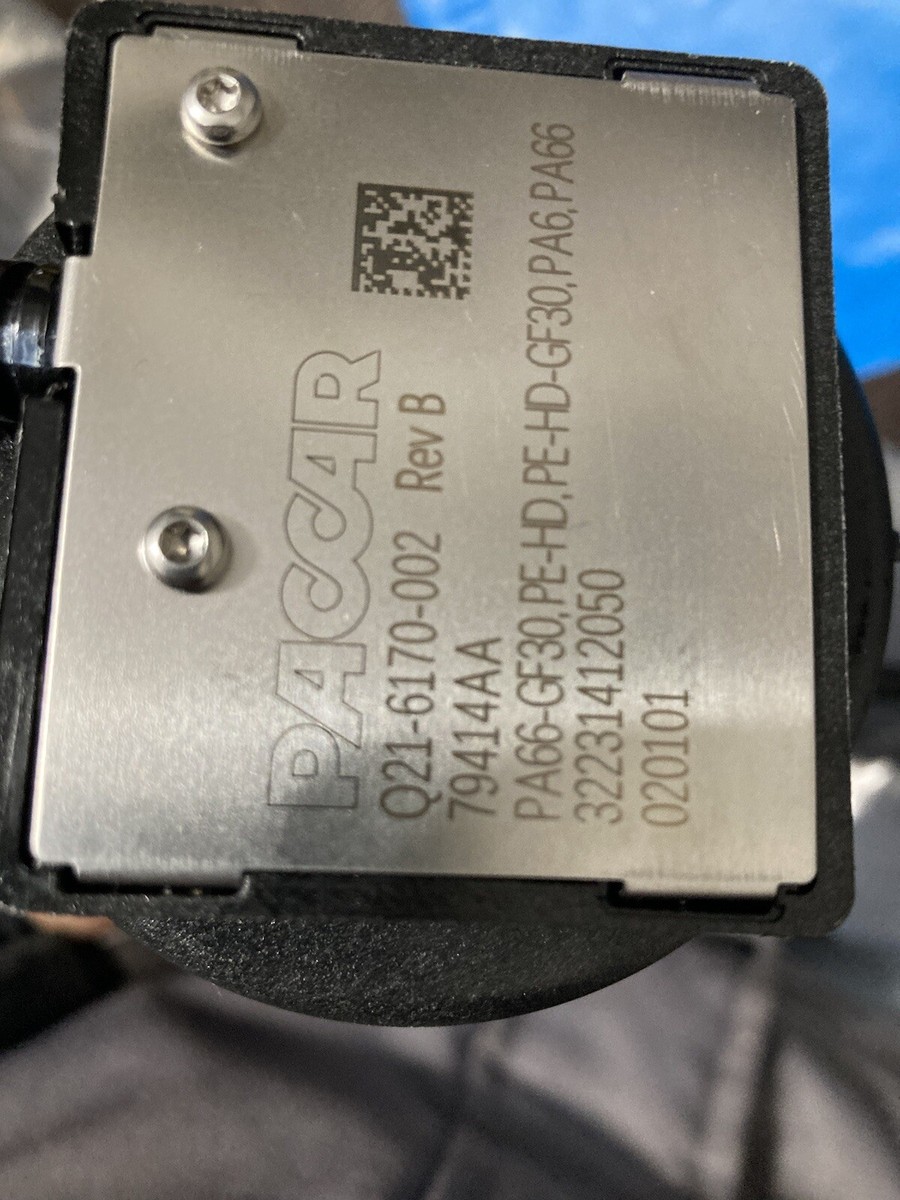 PACCAR
Q21-6170-002 Rev B
79414AA
PA66-GF30,PE-HD,PE-HD-GF30,PA6,PA66
32231412050
020101